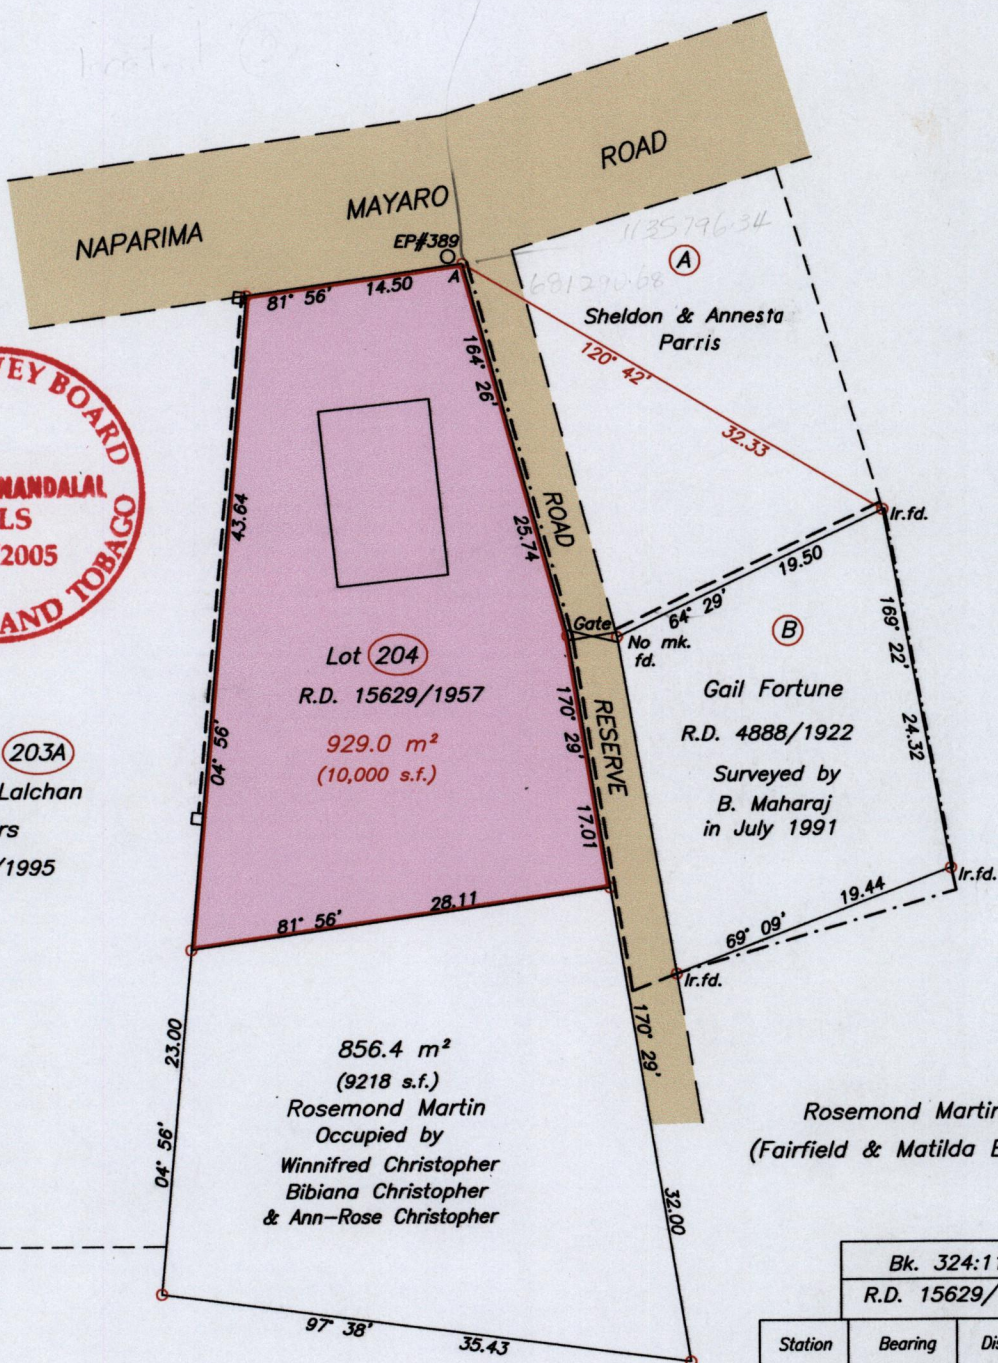 located
NAPARIMA
MAYARO
ROAD
EP#389
A
81° 56'
14.50
1135796.34
681290.68
A
Sheldon & Annesta
Parris
120° 42'
32.33
164° 26'
25.74
VEY BOARD
NANDALAL
LS
2005
AND TOBAGO
43.64
04° 56'
ROAD
RESERVE
Gate
No mk.
fd.
64° 29'
19.50
Ir.fd.
Lot 204
R.D. 15629/1957
929.0 m²
(10,000 s.f.)
170° 29'
17.01
B
Gail Fortune
R.D. 4888/1922
Surveyed by
B. Maharaj
in July 1991
169° 22'
24.32
203A
Lalchan
rs
/1995
81° 56'
28.11
69° 09'
19.44
Ir.fd.
Ir.fd.
23.00
04° 56'
856.4 m²
(9218 s.f.)
Rosemond Martin
Occupied by
Winnifred Christopher
Bibiana Christopher
& Ann-Rose Christopher
170° 29'
32.00
Rosemond Martin
(Fairfield & Matilda E
97° 38'
35.43
Bk. 324:1
R.D. 15629/
Station
Bearing
Dis